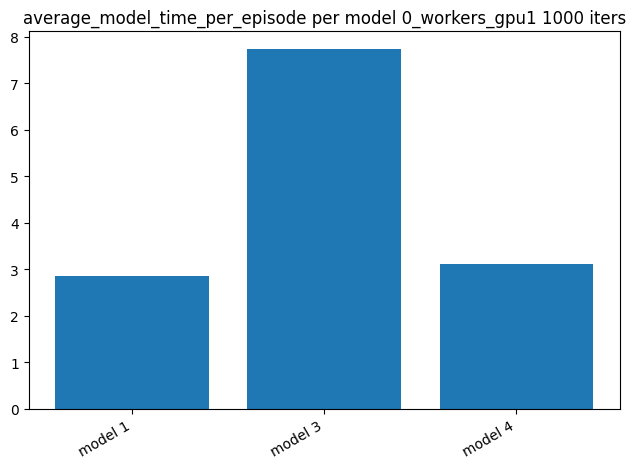 average_model_time_per_episode per model 0_workers_gpu1 1000 iters
8
7
6
5
4
3
2
1
0
model 1
model 3
model 4